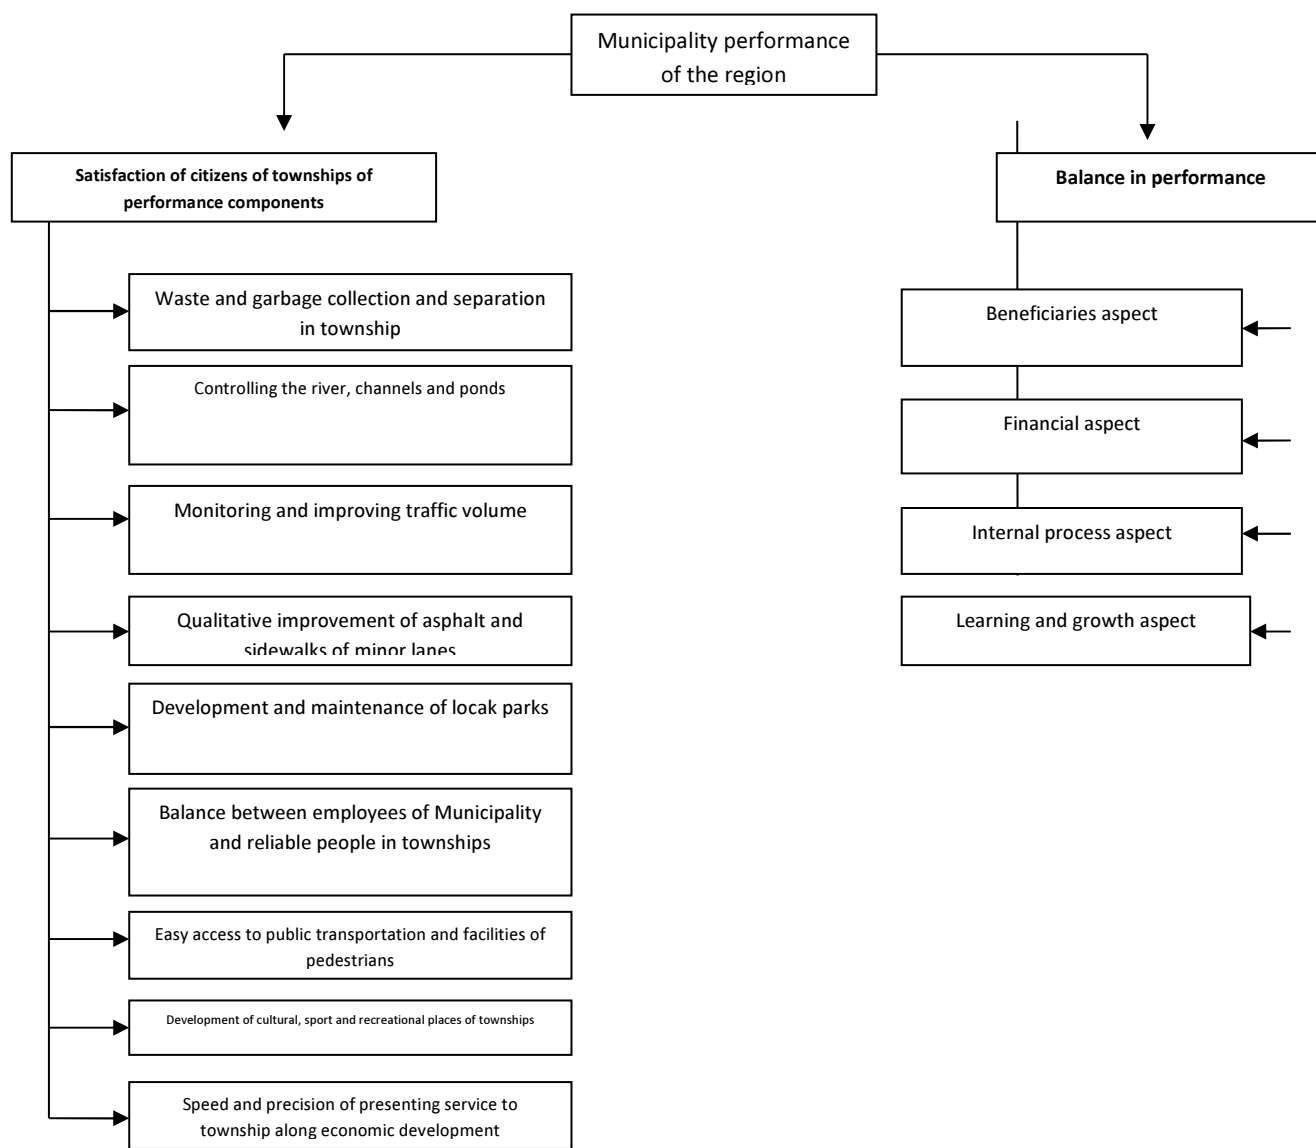 Municipality performance
of the region
Satisfaction of citizens of townships of
performance components
Balance in performance
Waste and garbage collection and separation
in township
Controlling the river, channels and ponds
Monitoring and improving traffic volume
Qualitative improvement of asphalt and
sidewalks of minor lanes
Development and maintenance of locak parks
Balance between employees of Municipality
and reliable people in townships
Easy access to public transportation and facilities of
pedestrians
Development of cultural, sport and recreational places of townships
Speed and precision of presenting service to
township along economic development
Beneficiaries aspect
Financial aspect
Internal process aspect
Learning and growth aspect